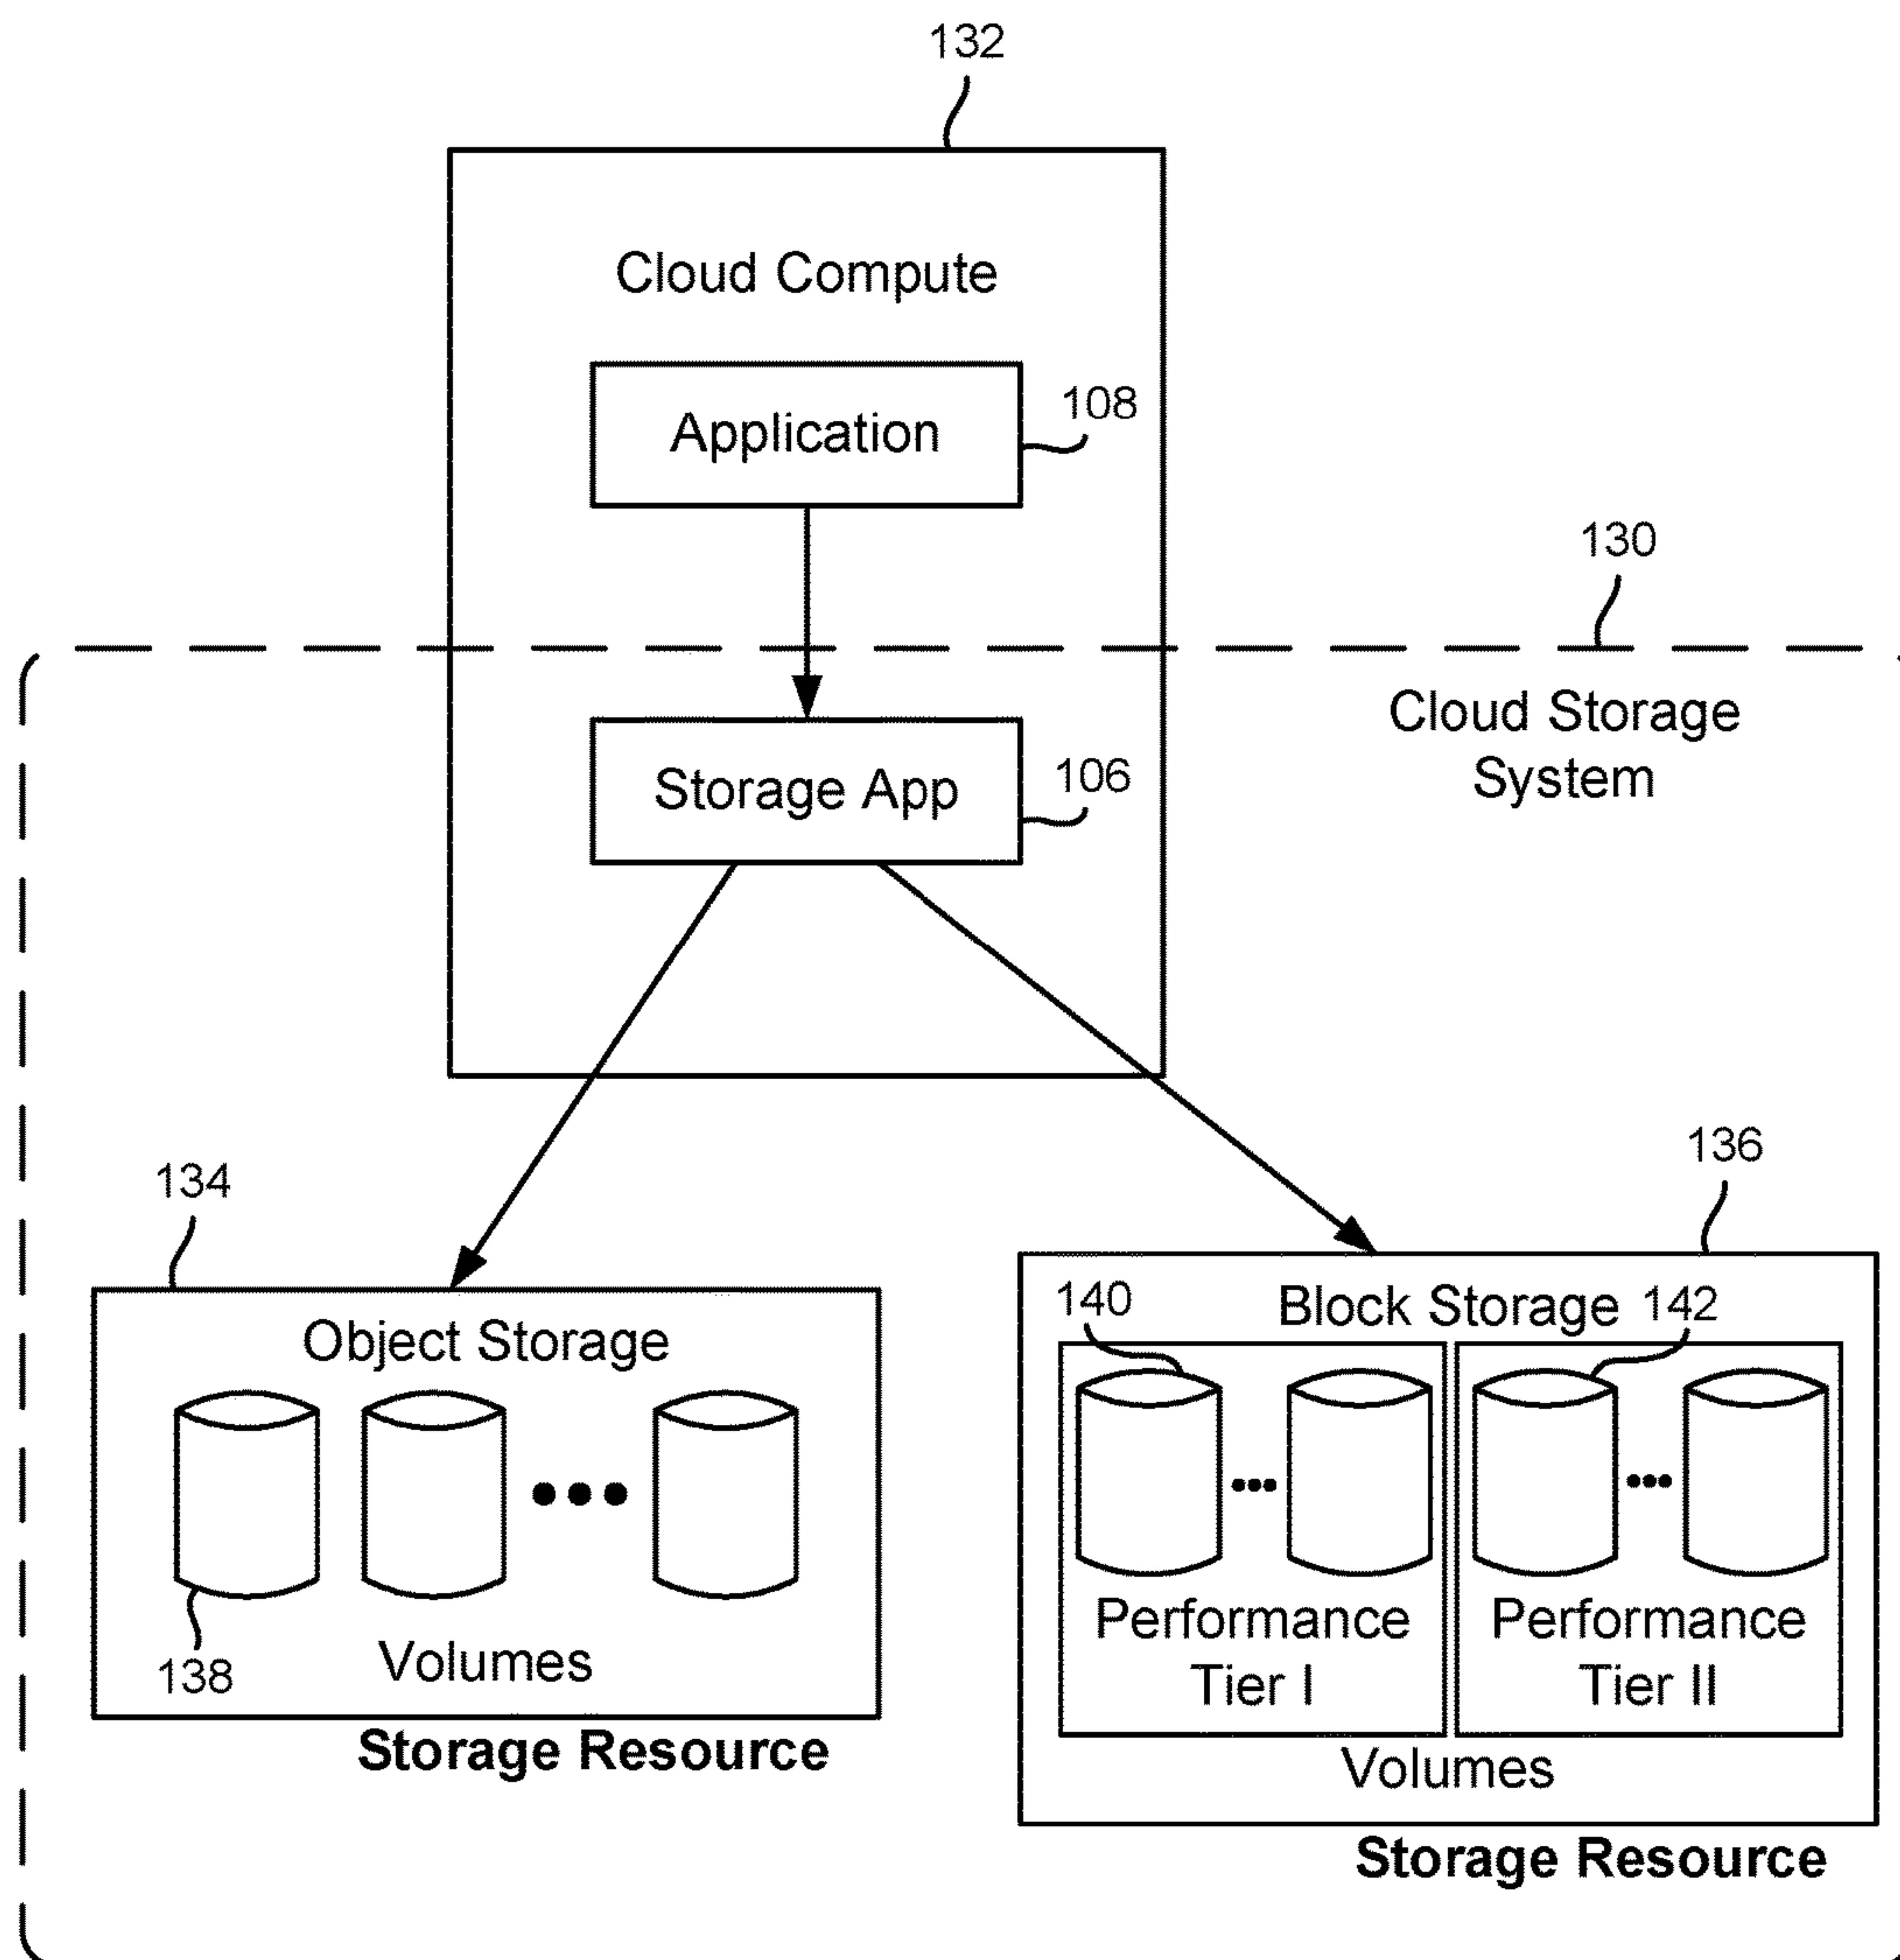 132
Cloud Compute
Application
108
130
Cloud Storage
System
Storage App
106
134
Object Storage
138
Volumes
Storage Resource
136
Block Storage
140
142
Performance
Tier I
Performance
Tier II
Volumes
Storage Resource